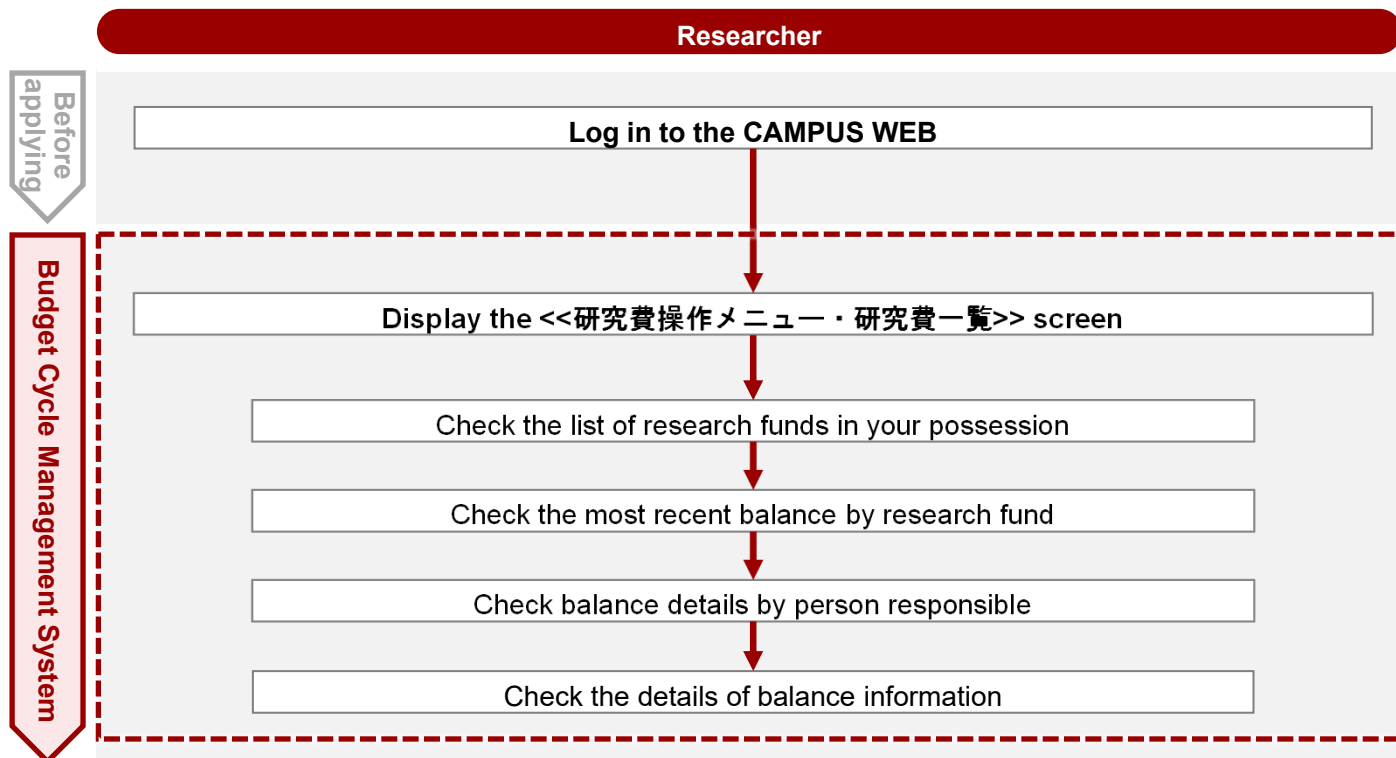 Researcher
Before
applying
Log in to the CAMPUS WEB
Budget Cycle Management System
Display the <<研究費操作メニュー・研究費一覧>> screen
Check the list of research funds in your possession
Check the most recent balance by research fund
Check balance details by person responsible
Check the details of balance information